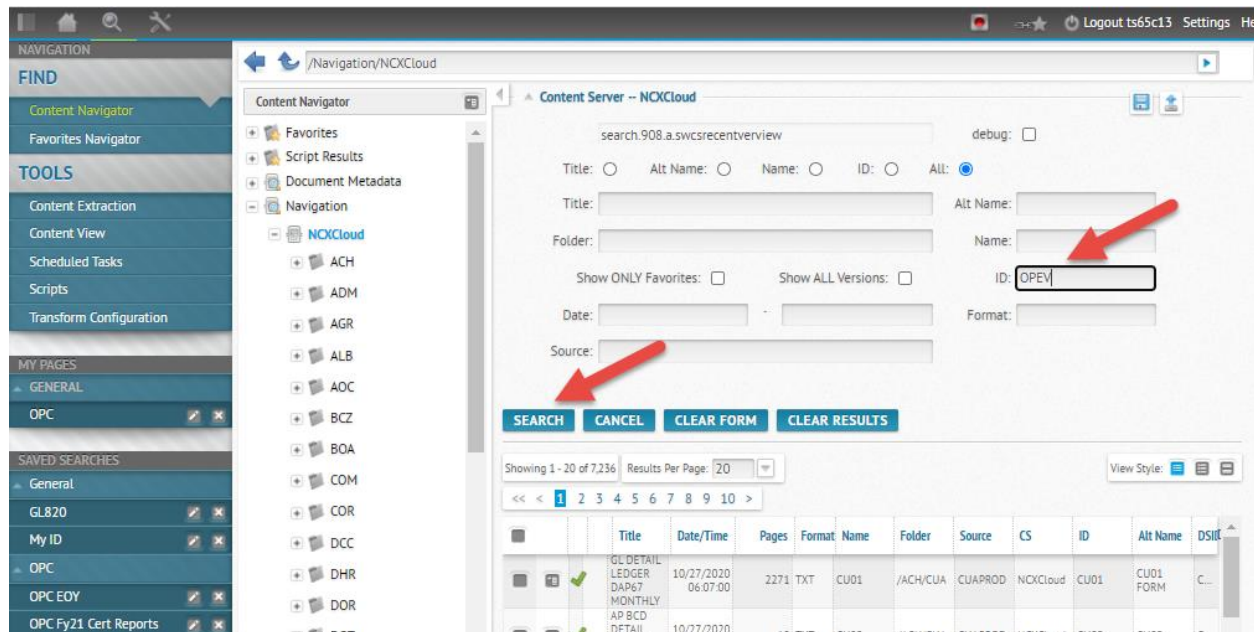 Logout ts65c13 Settings He
NAVIGATION
FIND
Content Navigator
Favorites Navigator
TOOLS
Content Extraction
Content View
Scheduled Tasks
Scripts
Transform Configuration
MY PAGES
GENERAL
OPC
SAVED SEARCHES
General
GL820
My ID
OPC
OPC EOY
OPC Fy21 Cert Reports
/Navigation/NCXCloud
Content Navigator
Favorites
Script Results
Document Metadata
Navigation
NCXCloud
ACH
ADM
AGR
ALB
AOC
BCZ
BOA
COM
COR
DCC
DHR
DOR
Content Server -- NCXCloud
search.908.a.swcsrecentverview debug:
Title: Alt Name: Name: ID: All:
Title: Alt Name:
Folder: Name:
Show ONLY Favorites: Show ALL Versions: ID: OPEV
Date: - Format:
Source:
SEARCH CANCEL CLEAR FORM CLEAR RESULTS
Showing 1 - 20 of 7,236 Results Per Page: 20 View Style:
<< < 1 2 3 4 5 6 7 8 9 10 >
Title Date/Time Pages Format Name Folder Source CS ID Alt Name DSID
GL DETAIL
LEDGER
DAP67
MONTHLY
10/27/2020
06:07:00
2271 TXT CU01 /ACH/CUA CUAPROD NCXCloud CU01
CU01
FORM
C...
AP BCD
DETAIL
10/27/2020